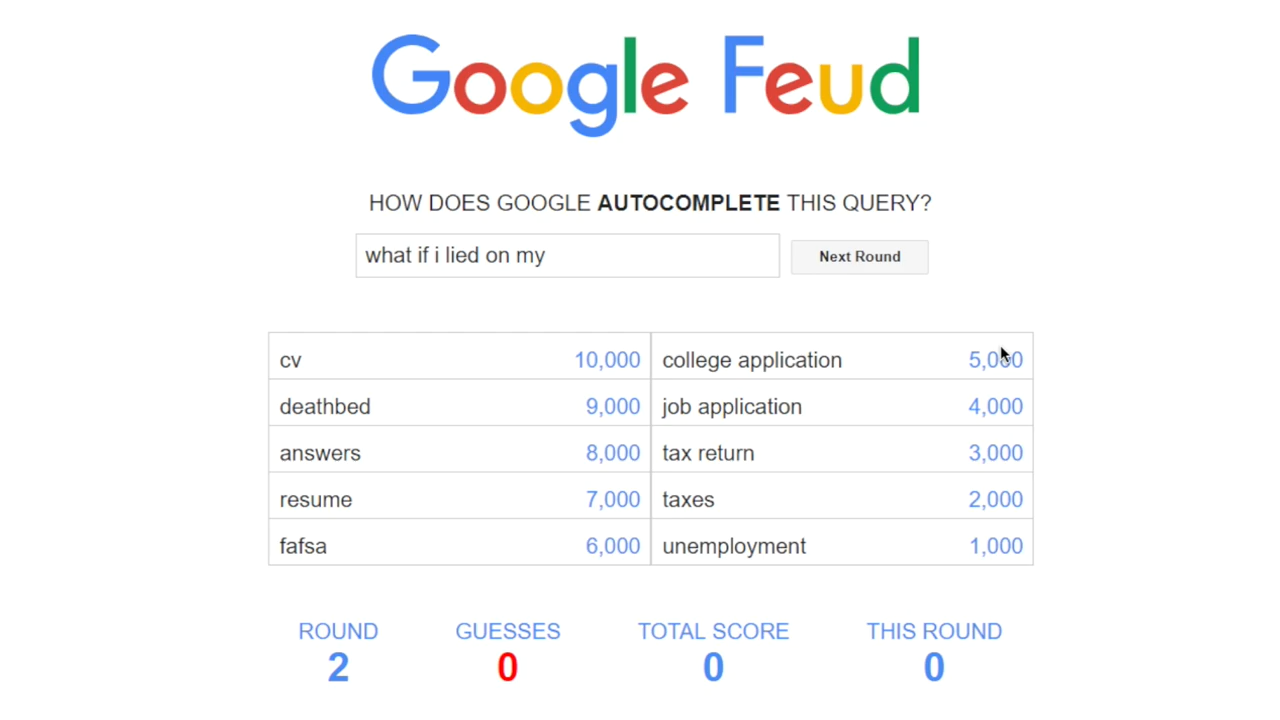 Google Feud
HOW DOES GOOGLE AUTOCOMPLETE THIS QUERY?
what if i lied on my
Next Round
cv 10,000 college application 5,000
deathbed 9,000 job application 4,000
answers 8,000 tax return 3,000
resume 7,000 taxes 2,000
fafsa 6,000 unemployment 1,000
ROUND GUESSES TOTAL SCORE THIS ROUND
2 0 0 0